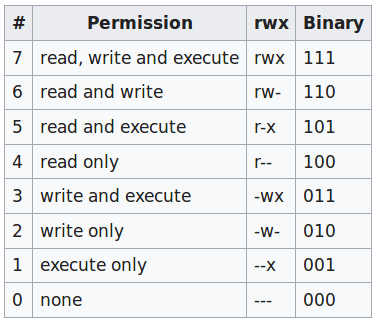 # Permission rwx Binary
7 read, write and execute rwx 111
6 read and write rw- 110
5 read and execute r-x 101
4 read only r-- 100
3 write and execute -wx 011
2 write only -w- 010
1 execute only --x 001
0 none --- 000